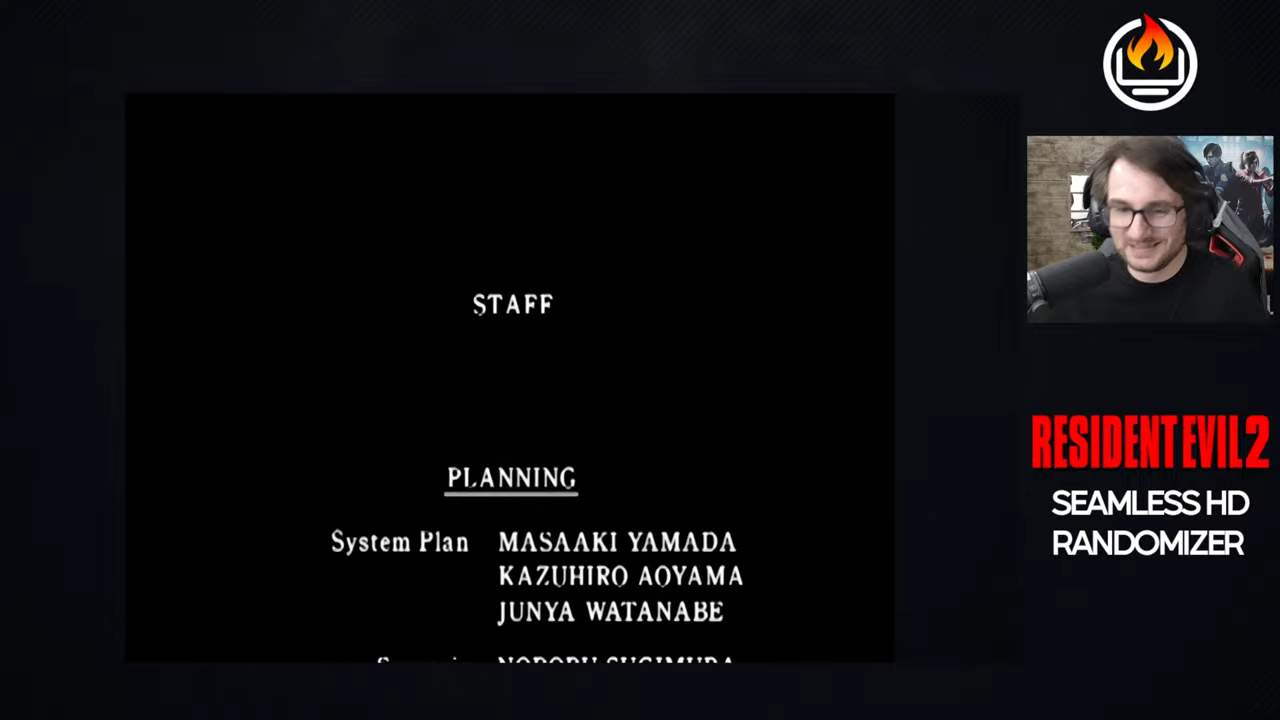 STAFF
PLANNING
System Plan MASAAKI YAMADA
KAZUHIRO AOYAMA
JUNYA WATANABE
RESIDENT EVIL 2
SEAMLESS HD
RANDOMIZER